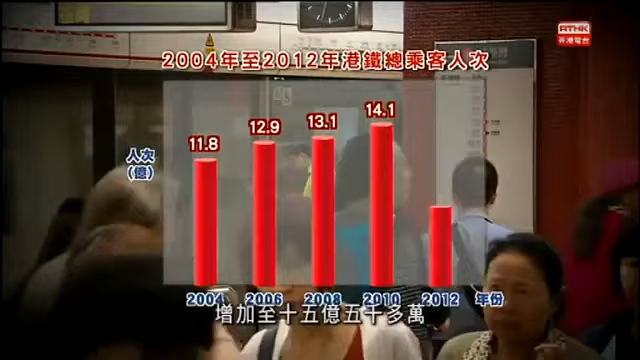 RTHK
香港電台
2004年至2012年港鐵總乘客人次
14.1
13.1
12.9
11.8
人次
(億)
2004 2006 2008 2010 2012 年份
增加至十五億五千多萬